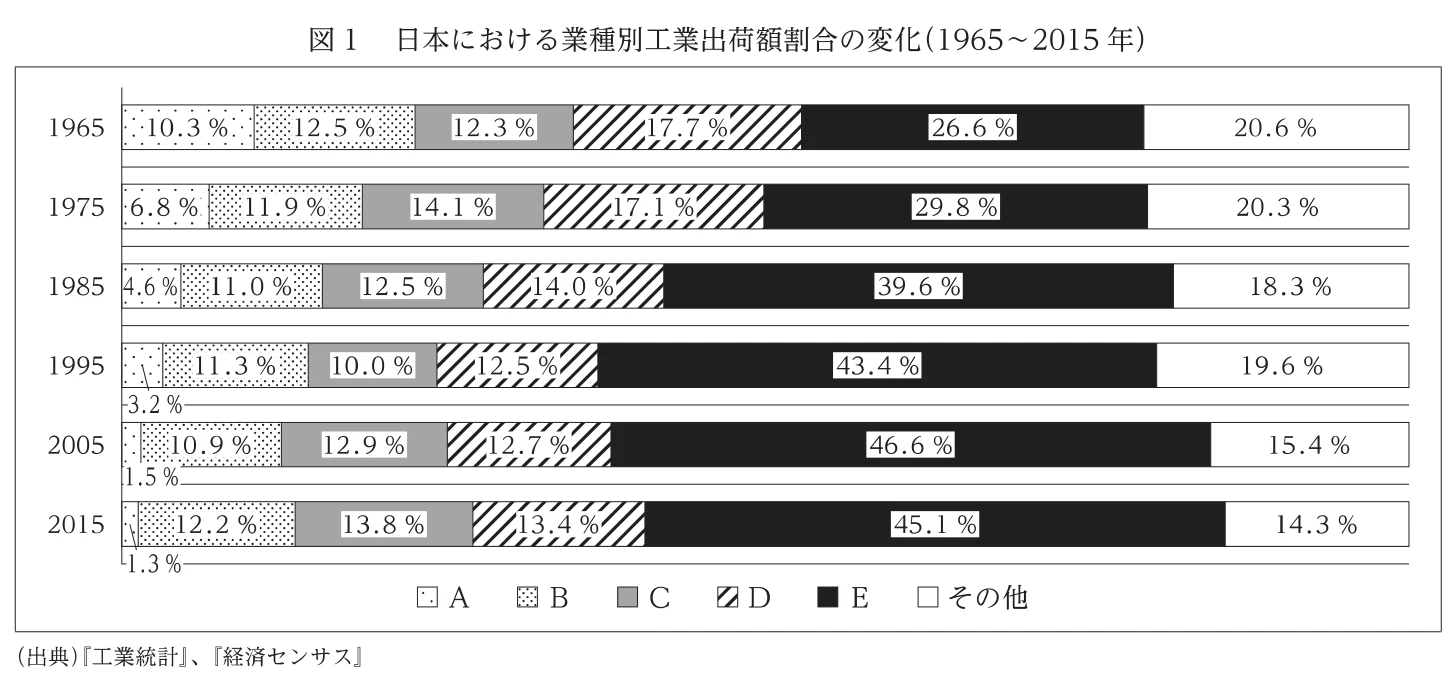 図1　日本における業種別工業出荷額割合の変化(1965～2015年)
1965 10.3 % 12.5 % 12.3 % 17.7 % 26.6 % 20.6 %
1975 6.8 % 11.9 % 14.1 % 17.1 % 29.8 % 20.3 %
1985 4.6 % 11.0 % 12.5 % 14.0 % 39.6 % 18.3 %
1995 11.3 % 10.0 % 12.5 % 43.4 % 19.6 %
3.2 %
2005 10.9 % 12.9 % 12.7 % 46.6 % 15.4 %
1.5 %
2015 12.2 % 13.8 % 13.4 % 45.1 % 14.3 %
1.3 %
A B C D E その他
(出典)『工業統計』、『経済センサス』